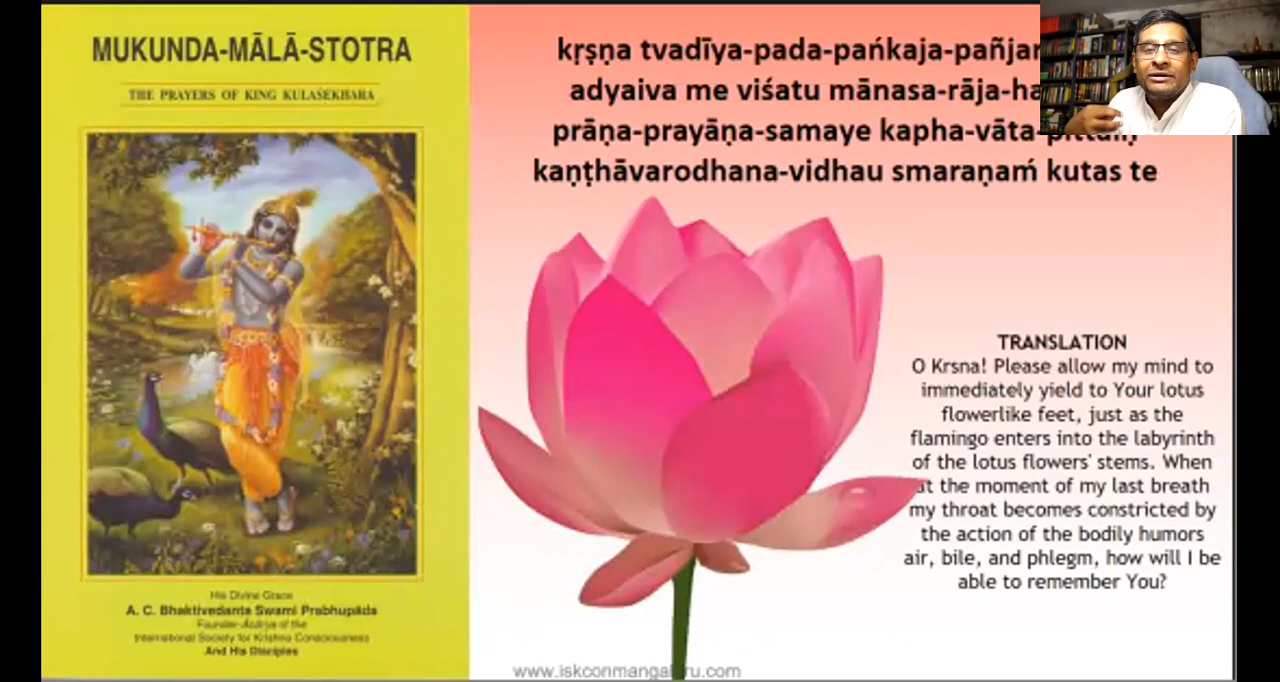 MUKUNDA-MĀLĀ-STOTRA
THE PRAYERS OF KING KULAŚEKHARA
His Divine Grace
A. C. Bhaktivedanta Swami Prabhupāda
Founder-Ācārya of the
International Society for Krishna Consciousness
And His Disciples
kṛṣṇa tvadīya-pada-paṅkaja-pañjar
adyaiva me viśatu mānasa-rāja-ha
prāṇa-prayāṇa-samaye kapha-vāta-pittaiḥ
kaṇṭhāvarodhana-vidhau smaraṇaṁ kutas te
TRANSLATION
O Krsna! Please allow my mind to
immediately yield to Your lotus
flowerlike feet, just as the
flamingo enters into the labyrinth
of the lotus flowers' stems. When
at the moment of my last breath
my throat becomes constricted by
the action of the bodily humors
air, bile, and phlegm, how will I be
able to remember You?
www.iskconmangaluru.com